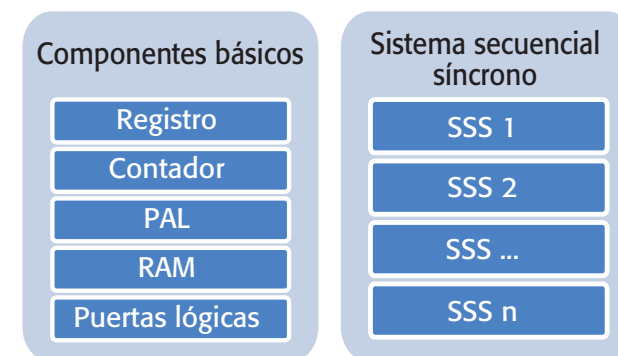 Componentes básicos
Registro
Contador
PAL
RAM
Puertas lógicas
Sistema secuencial
síncrono
SSS 1
SSS 2
SSS ...
SSS n